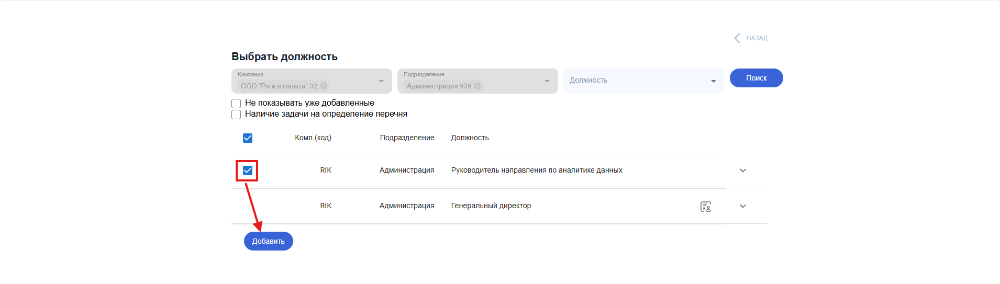 НАЗАД
Выбрать должность
Компания
ООО "Рога и копыта" 32
Подразделение
Администрация 939
Должность
Поиск
Не показывать уже добавленные
Наличие задачи на определение перечня
Комп.(код) Подразделение Должность
RIK Администрация Руководитель направления по аналитике данных
RIK Администрация Генеральный директор
Добавить